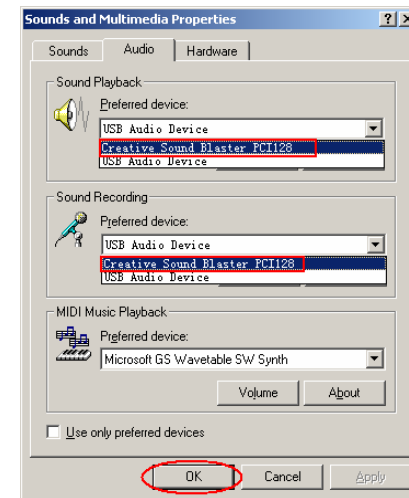 Sounds and Multimedia Properties
Sounds Audio Hardware
Sound Playback
Preferred device:
USB Audio Device
Creative Sound Blaster PCI128
USB Audio Device
Sound Recording
Preferred device:
USB Audio Device
Creative Sound Blaster PCI128
USB Audio Device
MIDI Music Playback
Preferred device:
Microsoft GS Wavetable SW Synth
Volume About
Use only preferred devices
OK Cancel Apply